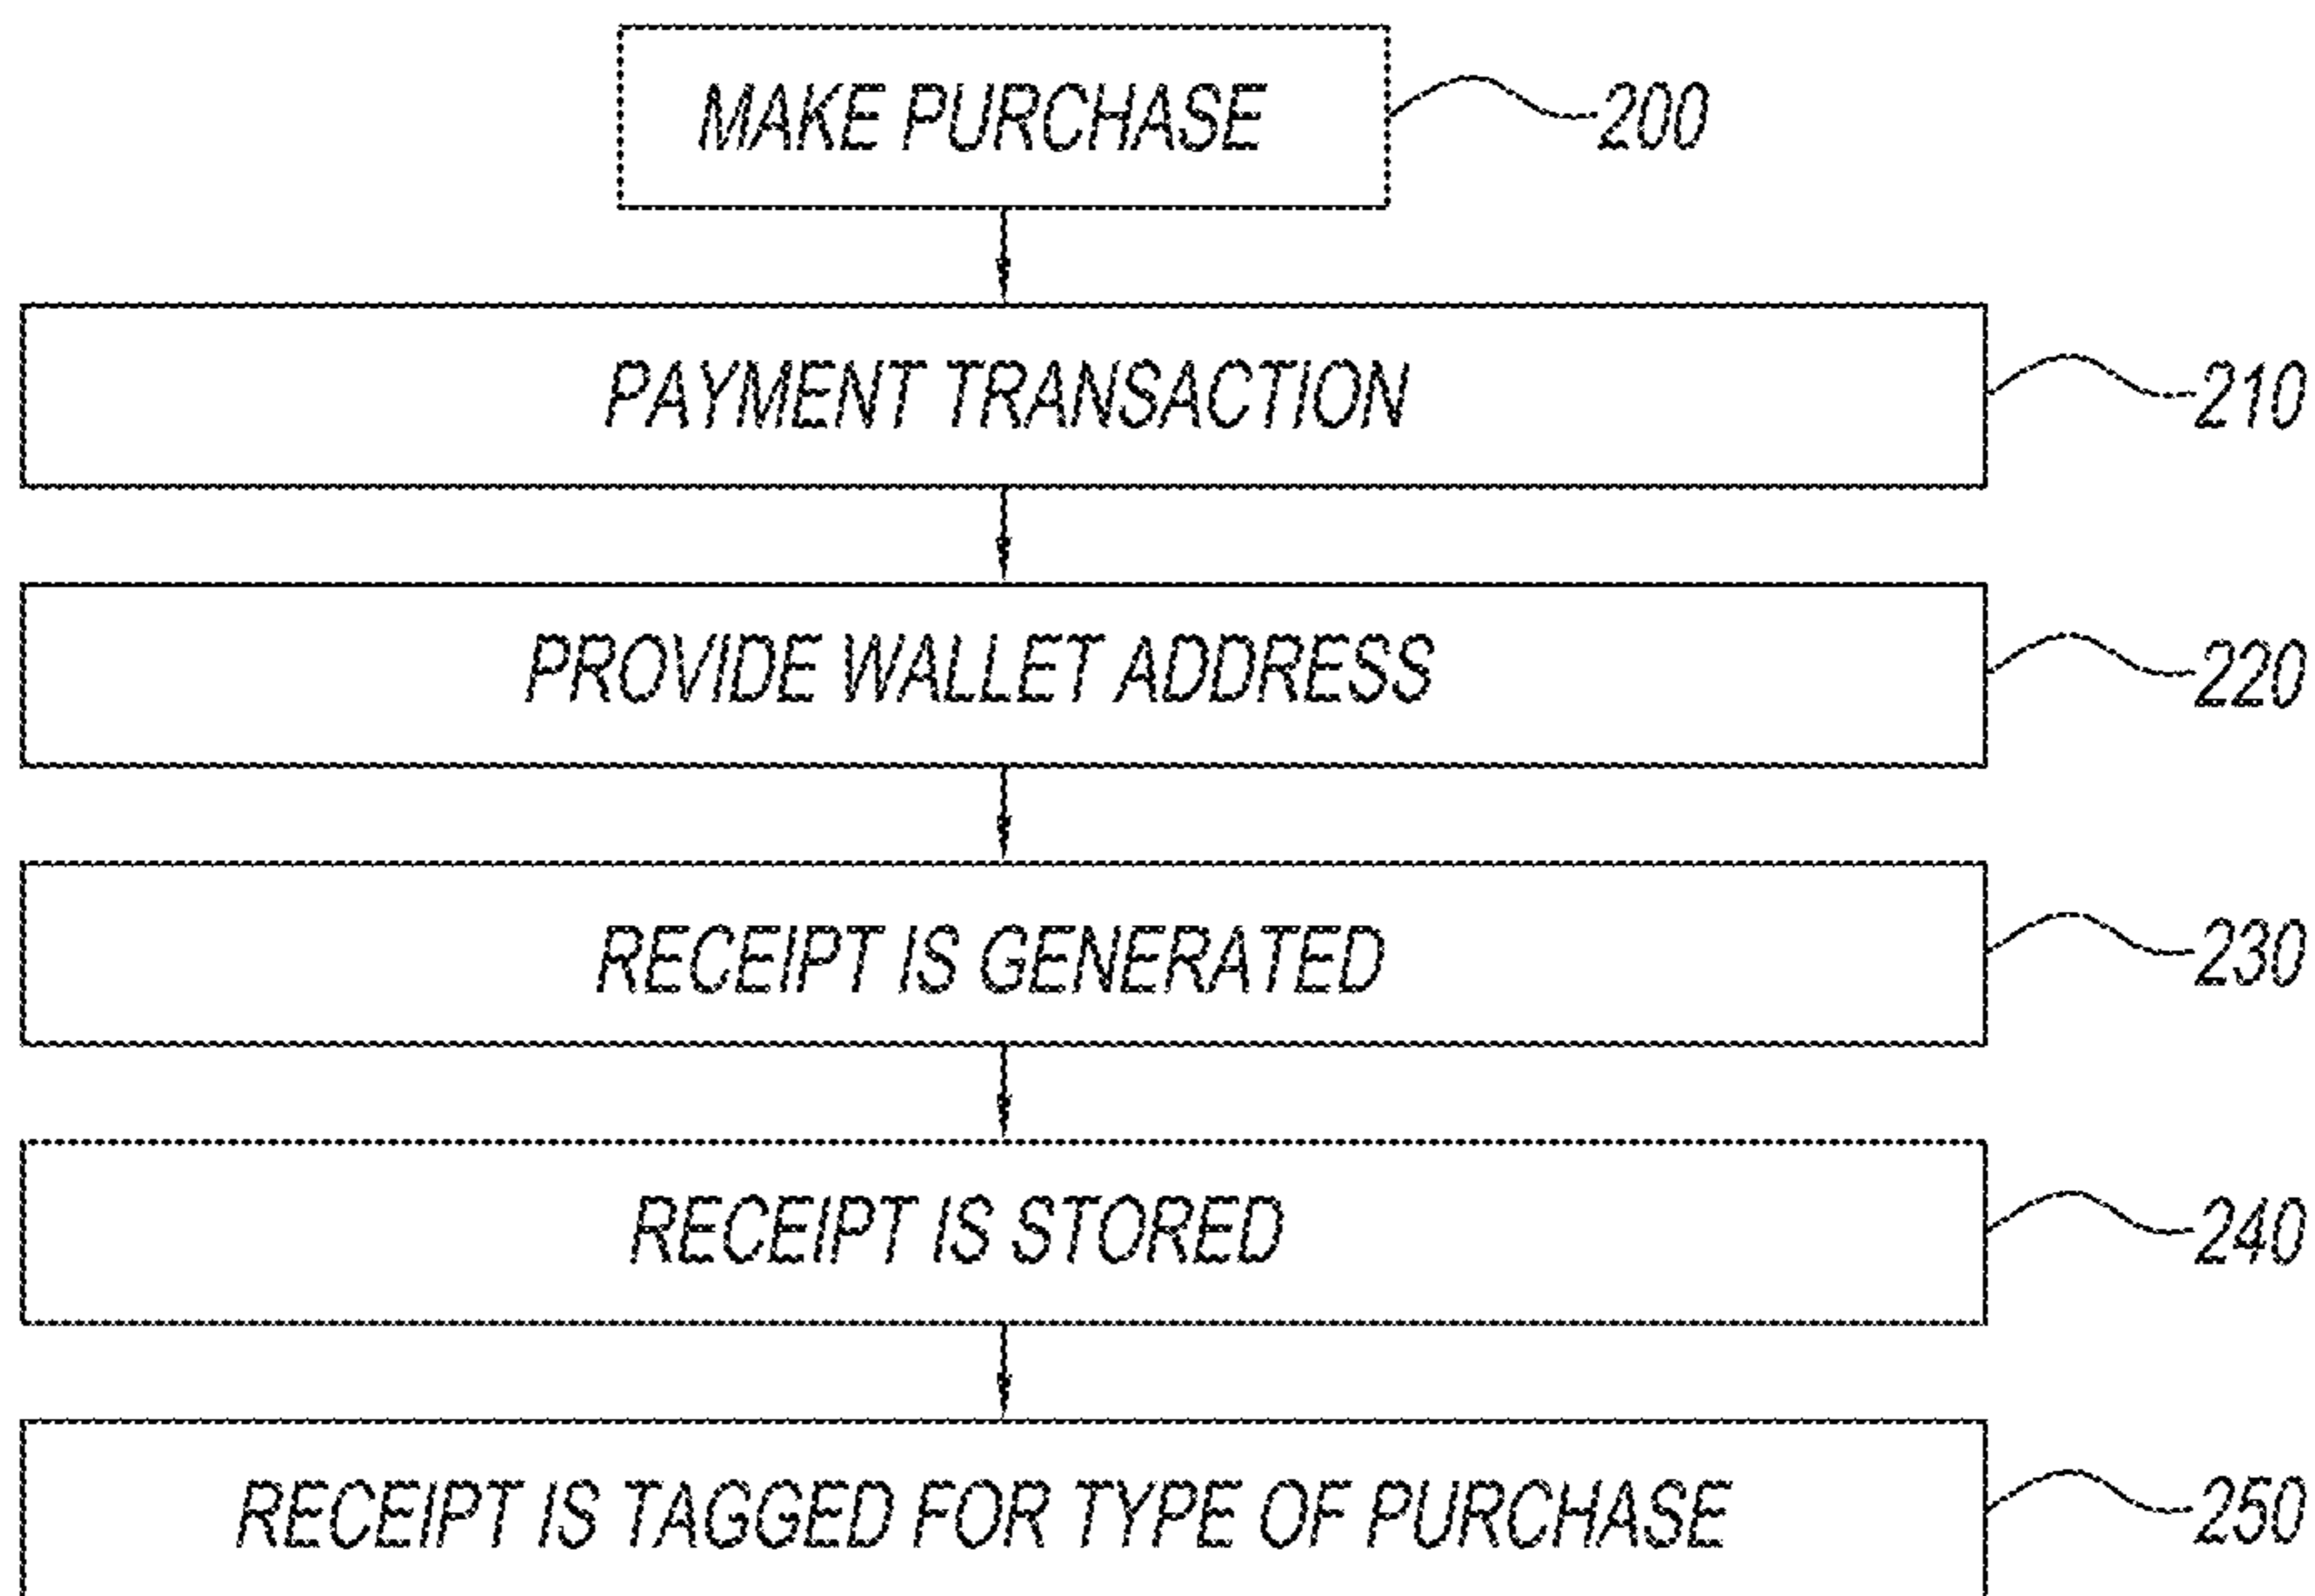 MAKE PURCHASE 200
PAYMENT TRANSACTION 210
PROVIDE WALLET ADDRESS 220
RECEIPT IS GENERATED 230
RECEIPT IS STORED 240
RECEIPT IS TAGGED FOR TYPE OF PURCHASE 250